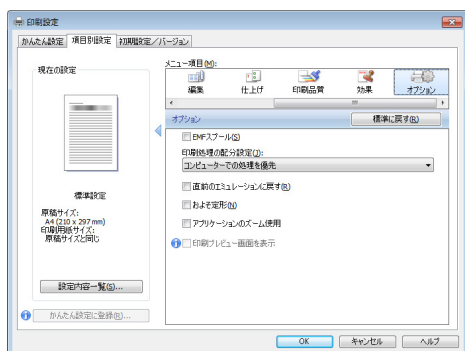 印刷設定
かんたん設定 項目別設定 初期設定／バージョン
現在の設定
メニュー項目(M):
編集 仕上げ 印刷品質 効果 オプション
オプション 標準に戻す(R)
EMFスプール(S)
印刷処理の配分設定(J):
コンピューターでの処理を優先
直前のエミュレーションに戻す(B)
およそ定形(N)
アプリケーションのズーム使用
印刷プレビュー画面を表示
標準設定
原稿サイズ:
A4 (210 x 297 mm)
印刷用紙サイズ:
原稿サイズと同じ
設定内容一覧(S)...
かんたん設定に登録(R)...
OK キャンセル ヘルプ